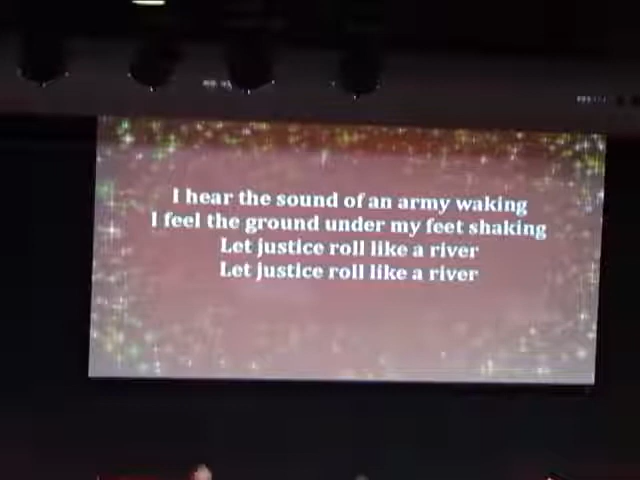 I hear the sound of an army waking
I feel the ground under my feet shaking
Let justice roll like a river
Let justice roll like a river